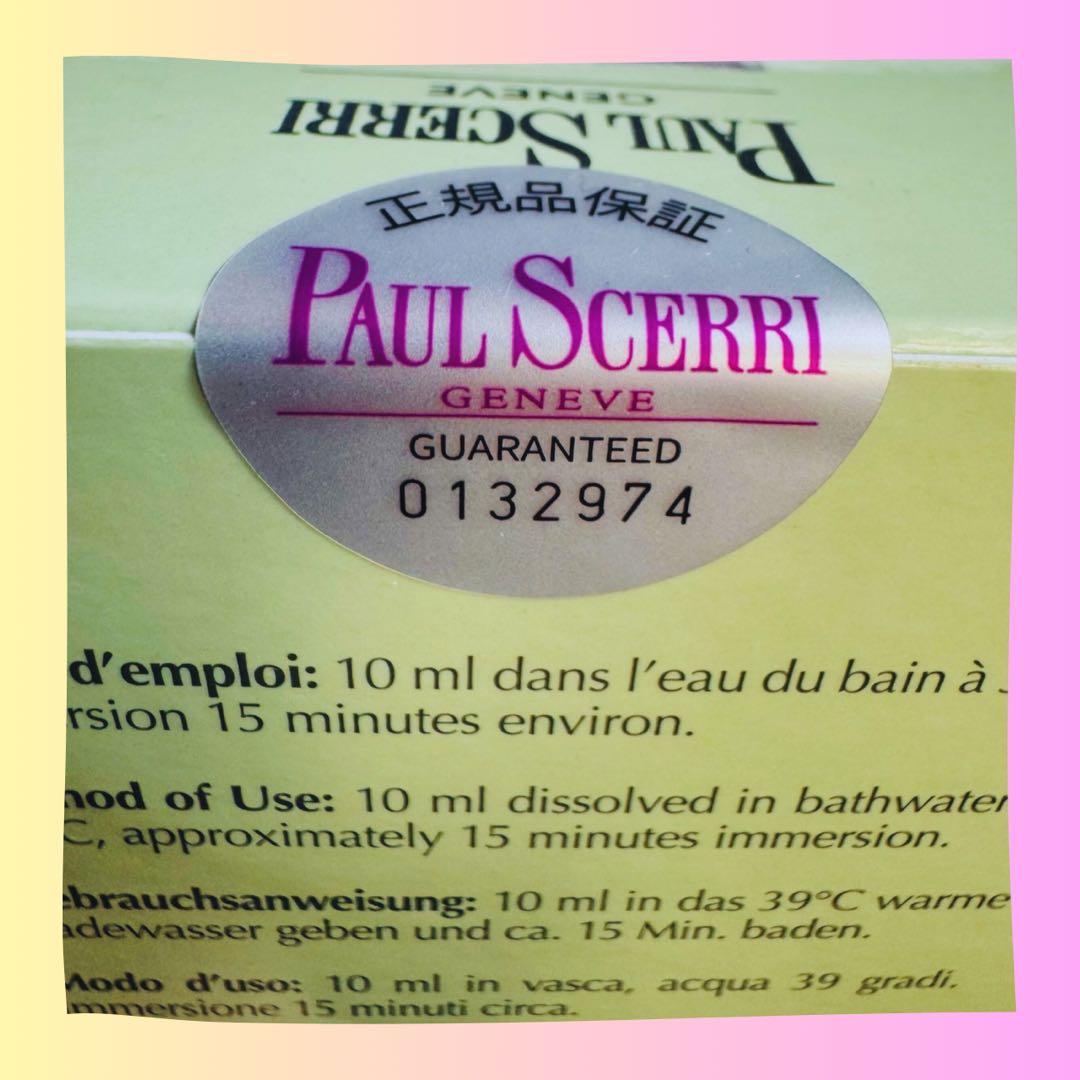 GENEVE
PAUL SCERRI
正規品保証
PAUL SCERRI
GENEVE
GUARANTEED
0132974
d'emploi: 10 ml dans l'eau du bain à
rsion 15 minutes environ.
hod of Use: 10 ml dissolved in bathwater
C, approximately 15 minutes immersion.
ebrauchsanweisung: 10 ml in das 39°C warme
adewasser geben und ca. 15 Min. baden.
Modo d'uso: 10 ml in vasca, acqua 39 gradi.
mmersione 15 minuti circa.